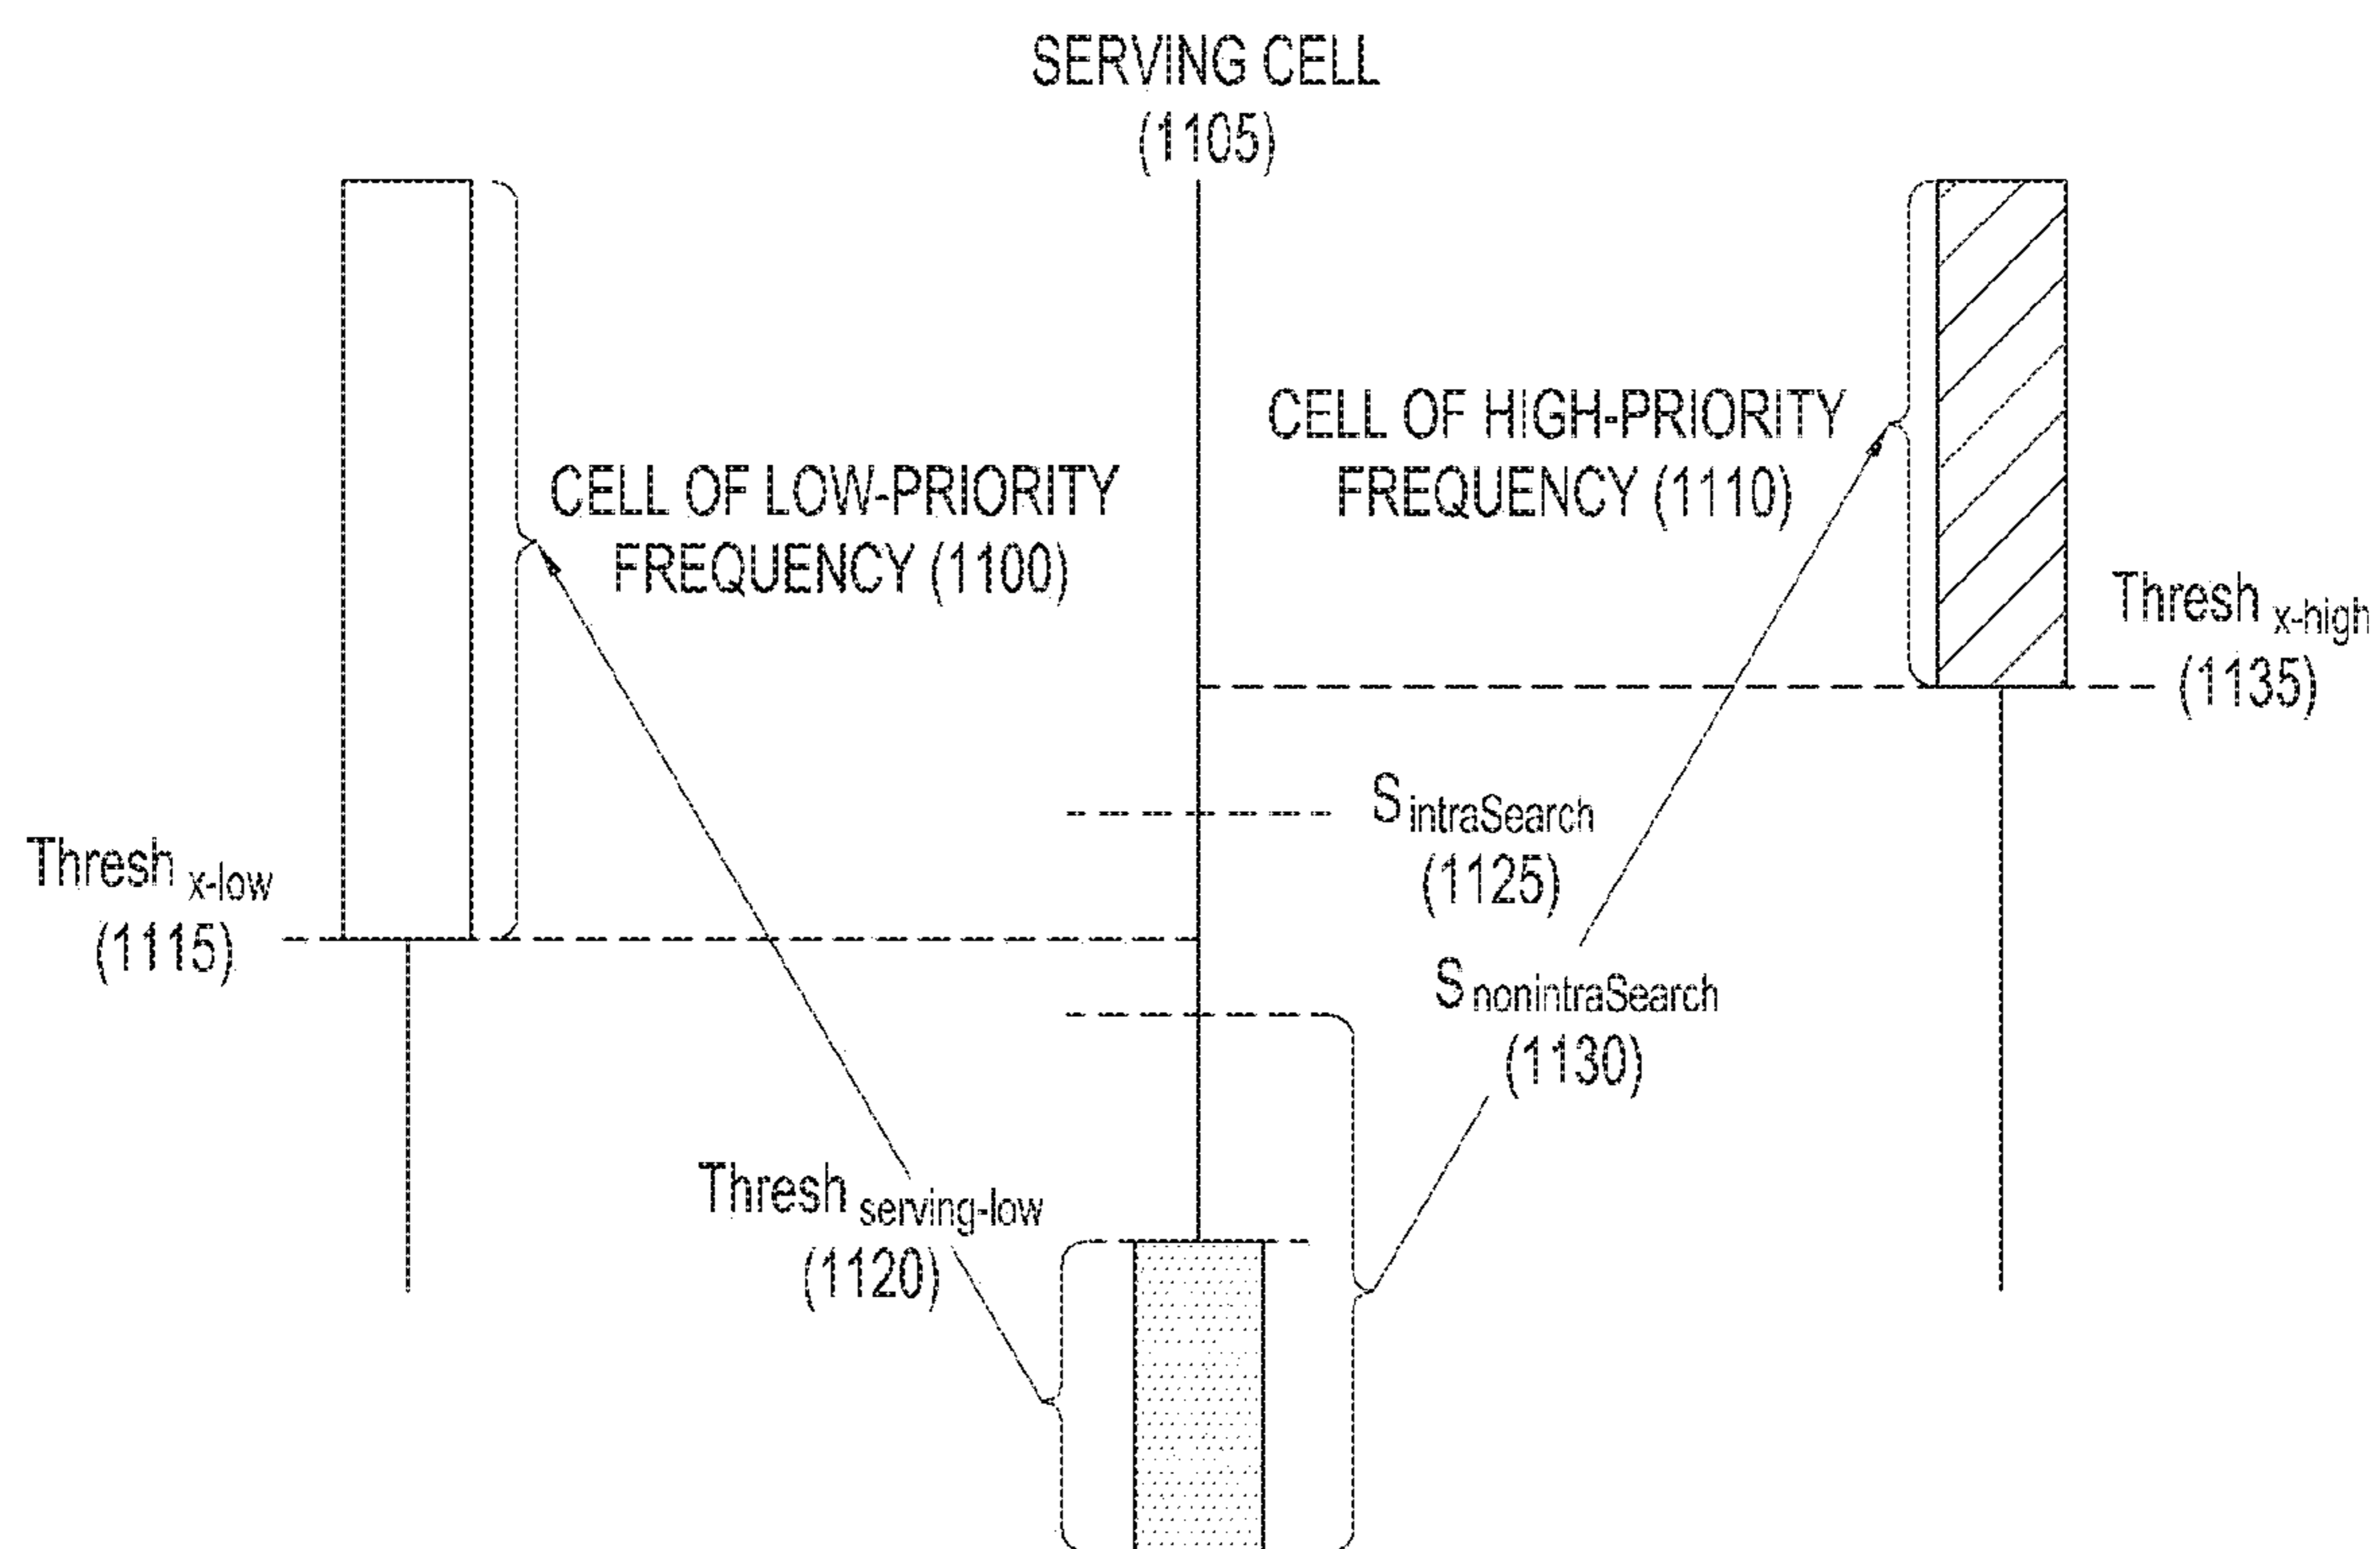 SERVING CELL
(1105)
CELL OF HIGH-PRIORITY
FREQUENCY (1110)
CELL OF LOW-PRIORITY
FREQUENCY (1100)
Thresh x-high
(1135)
S intraSearch
(1125)
Thresh x-low
(1115)
S nonintraSearch
(1130)
Thresh serving-low
(1120)